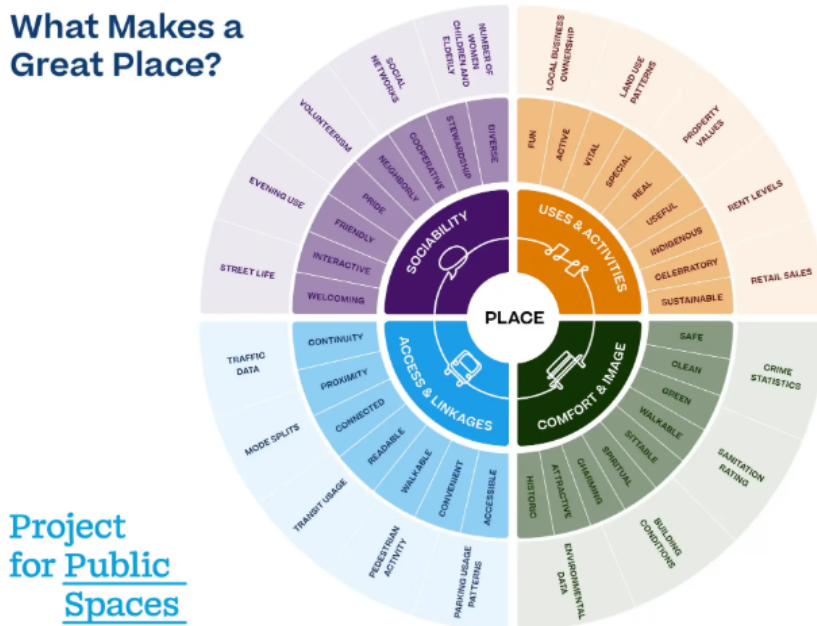 What Makes a
Great Place?
NUMBER OF
WOMEN
CHILDREN AND
ELDERLY
SOCIAL
NETWORKS
VOLUNTEERISM
EVENING USE
STREET LIFE
DIVERSE
STEWARDSHIP
COOPERATIVE
NEIGHBORLY
PRIDE
FRIENDLY
INTERACTIVE
WELCOMING
SOCIABILITY
LOCAL BUSINESS
OWNERSHIP
LAND USE
PATTERNS
PROPERTY
VALUES
RENT LEVELS
RETAIL SALES
FUN
ACTIVE
VITAL
SPECIAL
REAL
USEFUL
INDIGENOUS
CELEBRATORY
SUSTAINABLE
USES & ACTIVITIES
PLACE
TRAFFIC
DATA
MODE SPLITS
TRANSIT USAGE
PEDESTRIAN
ACTIVITY
PARKING USAGE
PATTERNS
CONTINUITY
PROXIMITY
CONNECTED
READABLE
WALKABLE
CONVENIENT
ACCESSIBLE
ACCESS & LINKAGES
CRIME
STATISTICS
SANITATION
RATING
BUILDING
CONDITIONS
ENVIRONMENTAL
DATA
SAFE
CLEAN
GREEN
WALKABLE
SITTABLE
SPIRITUAL
CHARMING
ATTRACTIVE
HISTORIC
COMFORT & IMAGE
Project
for Public
Spaces